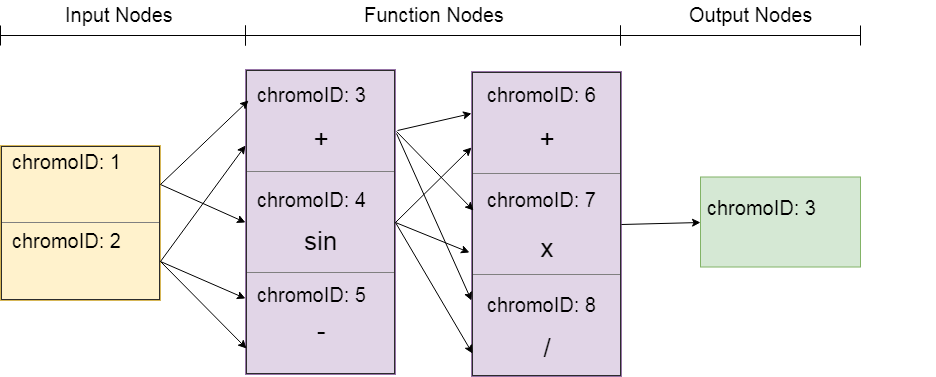 Input Nodes
Function Nodes
Output Nodes
chromoID: 1
chromoID: 2
chromoID: 3
+
chromoID: 4
sin
chromoID: 5
-
chromoID: 6
+
chromoID: 7
x
chromoID: 8
/
chromoID: 3